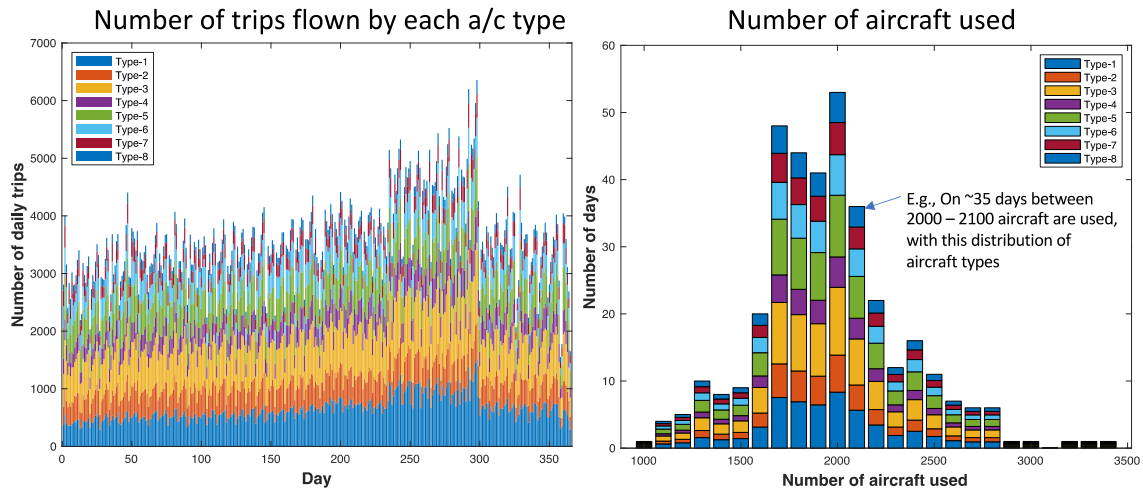 Number of trips flown by each a/c type
7000
6000
5000
4000
3000
2000
1000
0
Number of daily trips
Type-1
Type-2
Type-3
Type-4
Type-5
Type-6
Type-7
Type-8
0 50 100 150 200 250 300 350
Day
Number of aircraft used
60
50
40
30
20
10
0
Number of days
Type-1
Type-2
Type-3
Type-4
Type-5
Type-6
Type-7
Type-8
E.g., On ~35 days between
2000 – 2100 aircraft are used,
with this distribution of
aircraft types
1000 1500 2000 2500 3000 3500
Number of aircraft used